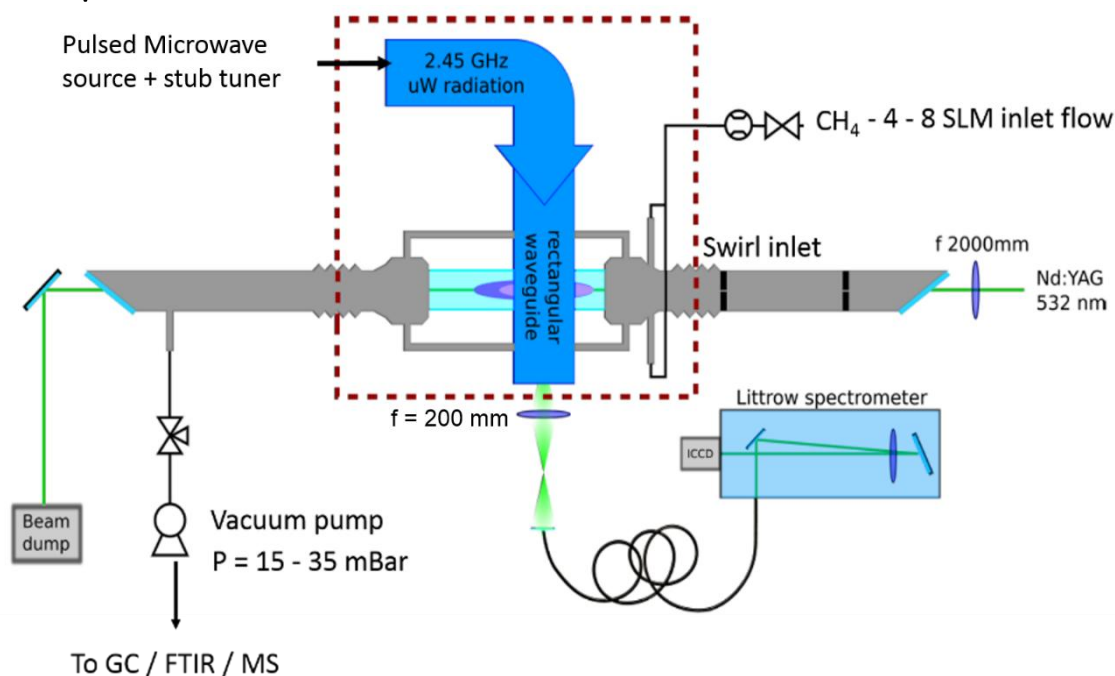 Pulsed Microwave
source + stub tuner
2.45 GHz
uW radiation
CH₄ - 4 - 8 SLM inlet flow
rectangular
waveguide
Swirl inlet
f 2000mm
Nd:YAG
532 nm
f = 200 mm
Littrow spectrometer
ICCD
Beam
dump
Vacuum pump
P = 15 - 35 mBar
To GC / FTIR / MS